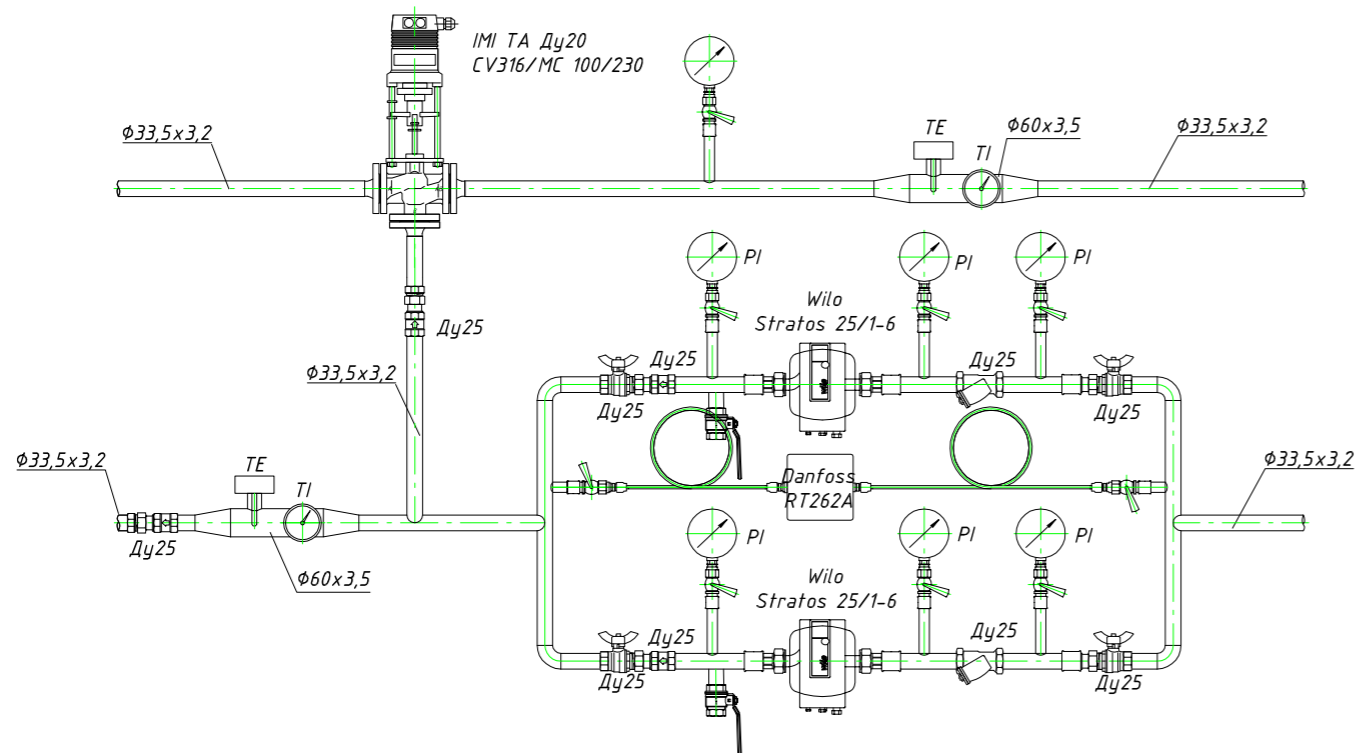 IMI TA Ду20
CV316/MC 100/230
Ф33,5х3,2
TE
Ф60х3,5
TI
Ф33,5х3,2
PI
PI
PI
Wilo
Stratos 25/1-6
Ду25
Ду25
Ду25
Ф33,5х3,2
Ду25
Ду25
wilo
Ф33,5х3,2
TE
TI
Danfoss
RT262A
Ф33,5х3,2
Ду25
PI
PI
PI
Ф60х3,5
Wilo
Stratos 25/1-6
Ду25
Ду25
Ду25
Ду25
wilo